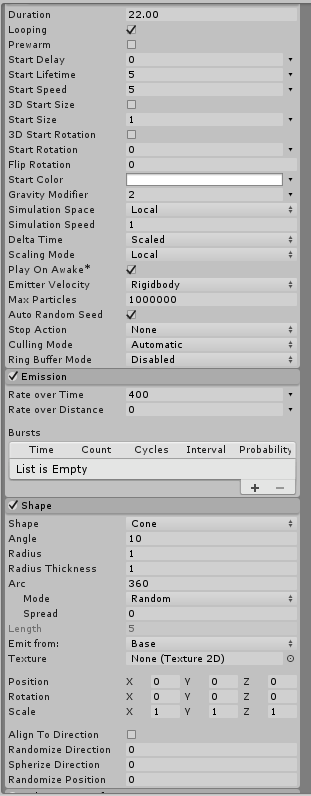 Duration 22.00
Looping
Prewarm
Start Delay 0
Start Lifetime 5
Start Speed 5
3D Start Size
Start Size 1
3D Start Rotation
Start Rotation 0
Flip Rotation 0
Start Color
Gravity Modifier 2
Simulation Space Local
Simulation Speed 1
Delta Time Scaled
Scaling Mode Local
Play On Awake*
Emitter Velocity Rigidbody
Max Particles 1000000
Auto Random Seed
Stop Action None
Culling Mode Automatic
Ring Buffer Mode Disabled
Emission
Rate over Time 400
Rate over Distance 0
Bursts
Time Count Cycles Interval Probability
List is Empty
+ −
Shape
Shape Cone
Angle 10
Radius 1
Radius Thickness 1
Arc 360
Mode Random
Spread 0
Length 5
Emit from: Base
Texture None (Texture 2D)
Position X 0 Y 0 Z 0
Rotation X 0 Y 0 Z 0
Scale X 1 Y 1 Z 1
Align To Direction
Randomize Direction 0
Spherize Direction 0
Randomize Position 0